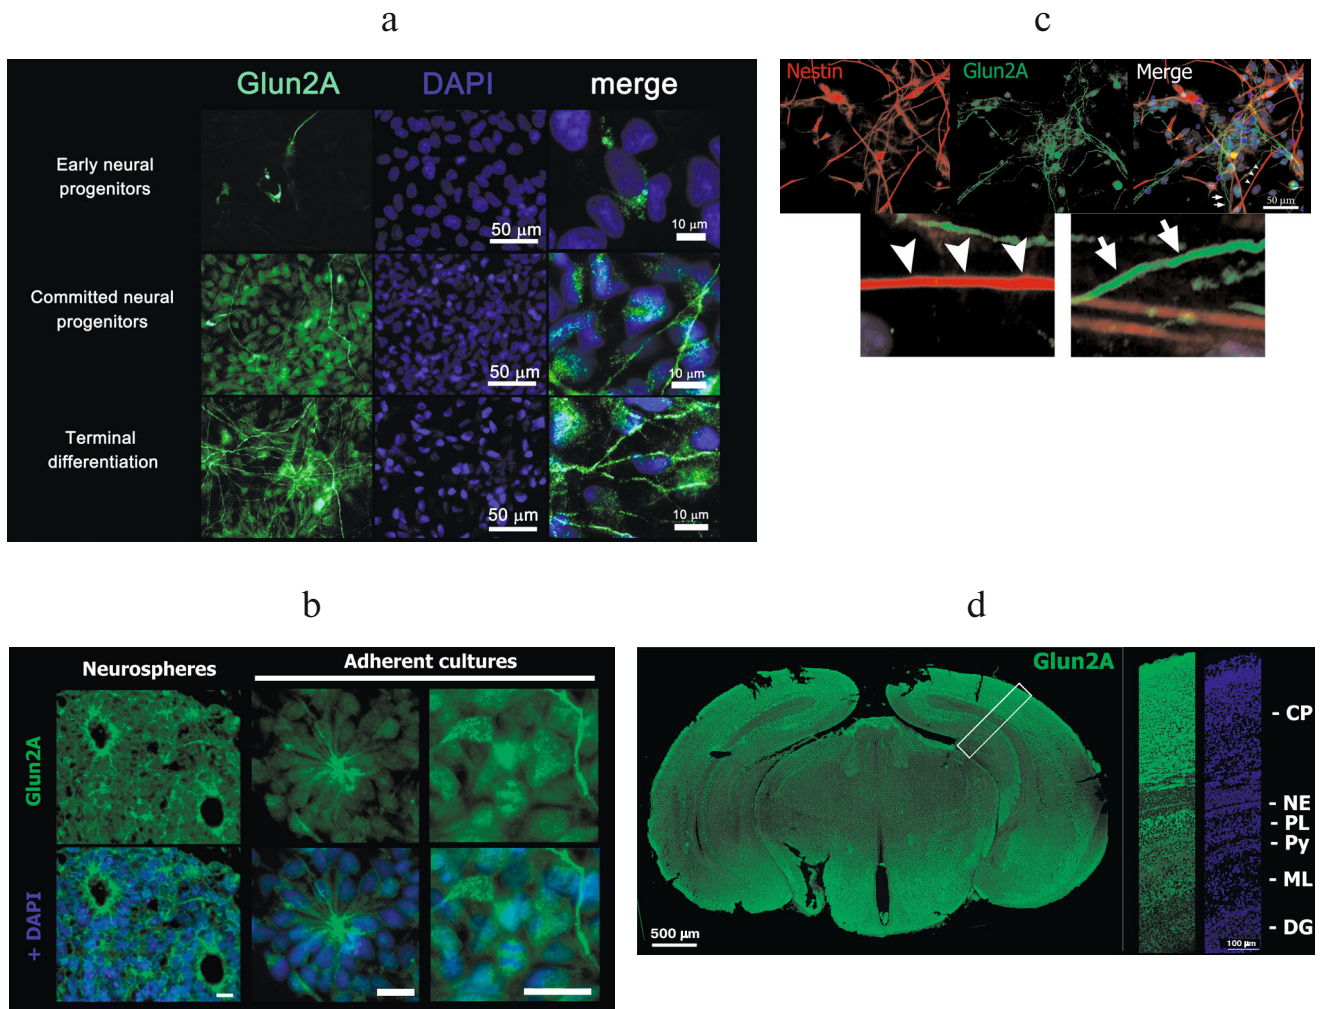 a
Glun2A DAPI merge
Early neural
progenitors
50 μm
10 μm
Committed neural
progenitors
50 μm
10 μm
Terminal
differentiation
50 μm
10 μm
c
Nestin Glun2A Merge
50 μm
b
Neurospheres Adherent cultures
Glun2A
+ DAPI
d
Glun2A
500 μm
- CP
- NE
- PL
- Py
- ML
- DG
100 μm